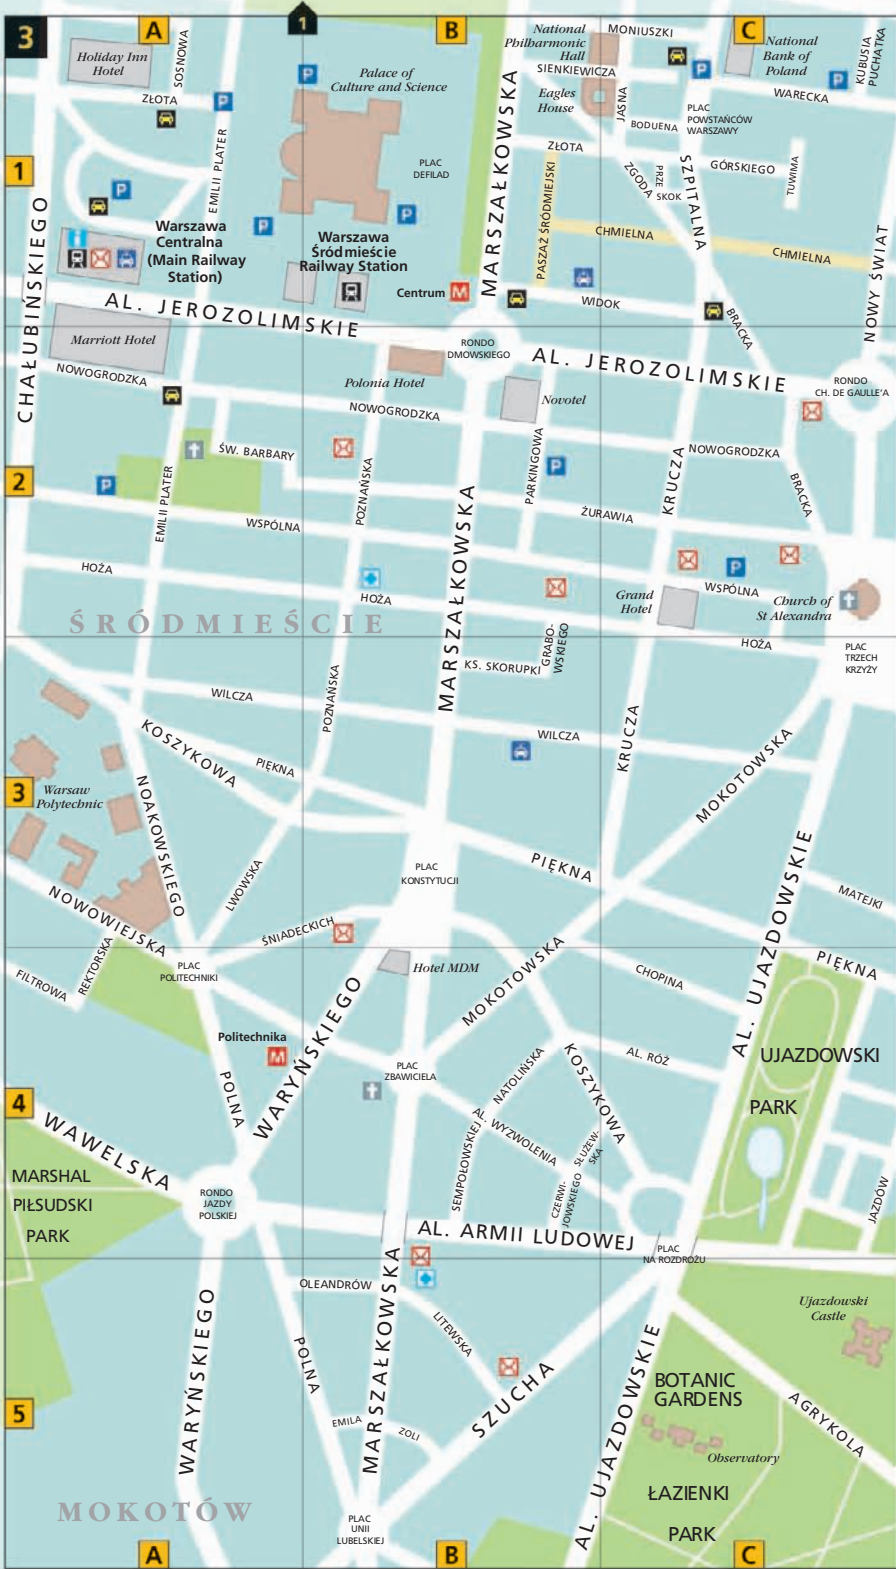 3
A
1
B
C
Holiday Inn
Hotel
SOSNOWA
Palace of
Culture and Science
National
Philharmonic
Hall
MONIUSZKI
National
Bank of
Poland
KUBUSIA
PUCHATKA
SIENKIEWICZA
Eagles
House
JASNA
WARECKA
ZŁOTA
P
P
P
P
PLAC
POWSTAŃCÓW
WARSZAWY
BODUENA
EMILII PLATER
MARSZAŁKOWSKA
ZŁOTA
1
PLAC
DEFILAD
PASAŻ ŚRÓDMIEJSKI
ZGODA
PRZE
SKOK
SZPITALNA
GÓRSKIEGO
TUWIMA
P
P
P
CHAŁUBIŃSKIEGO
Warszawa
Centralna
(Main Railway
Station)
Warszawa
Śródmieście
Railway Station
CHMIELNA
CHMIELNA
NOWY ŚWIAT
i
Centrum
M
WIDOK
BRACKA
AL. JEROZOLIMSKIE
Marriott Hotel
RONDO
DMOWSKIEGO
AL. JEROZOLIMSKIE
RONDO
CH. DE GAULLE'A
Polonia Hotel
NOWOGRODZKA
NOWOGRODZKA
Novotel
NOWOGRODZKA
ŚW. BARBARY
2
P
P
POZNAŃSKA
PARKINGOWA
KRUCZA
BRACKA
EMILII PLATER
MARSZAŁKOWSKA
WSPÓLNA
ŻURAWIA
HOŻA
HOŻA
P
WSPÓLNA
Grand
Hotel
Church of
St Alexandra
ŚRÓDMIEŚCIE
GRABO-
WSKIEGO
KS. SKORUPKI
HOŻA
PLAC
TRZECH
KRZYŻY
WILCZA
POZNAŃSKA
WILCZA
KRUCZA
KOSZYKOWA
PIĘKNA
MOKOTOWSKA
3
Warsaw
Polytechnic
NOAKOWSKIEGO
LWOWSKA
PLAC
KONSTYTUCJI
PIĘKNA
AL. UJAZDOWSKIE
MATEJKI
NOWOWIEJSKA
ŚNIADECKICH
REKTORSKA
FILTROWA
PLAC
POLITECHNIKI
Hotel MDM
MOKOTOWSKA
CHOPINA
PIĘKNA
WARYŃSKIEGO
Politechnika
M
UJAZDOWSKI
PARK
PLAC
ZBAWICIELA
NATOLIŃSKA
KOSZYKOWA
AL. RÓŻ
4
POLNA
WAWELSKA
AL. WYZWOLENIA
SEMPOŁOWSKIEJ
SŁUŻEW-
SKA
CZERWI-
JOWSKIEGO
JAZDÓW
MARSHAL
PIŁSUDSKI
PARK
RONDO
JAZDY
POLSKIEJ
AL. ARMII LUDOWEJ
PLAC
NA ROZDROŻU
OLEANDRÓW
MARSZAŁKOWSKA
LITEWSKA
Ujazdowski
Castle
WARYŃSKIEGO
POLNA
SZUCHA
AL. UJAZDOWSKIE
BOTANIC
GARDENS
AGRYKOLA
5
EMILA
ZOLI
Observatory
MOKOTÓW
PLAC
UNII
LUBELSKIEJ
ŁAZIENKI
PARK
A
B
C